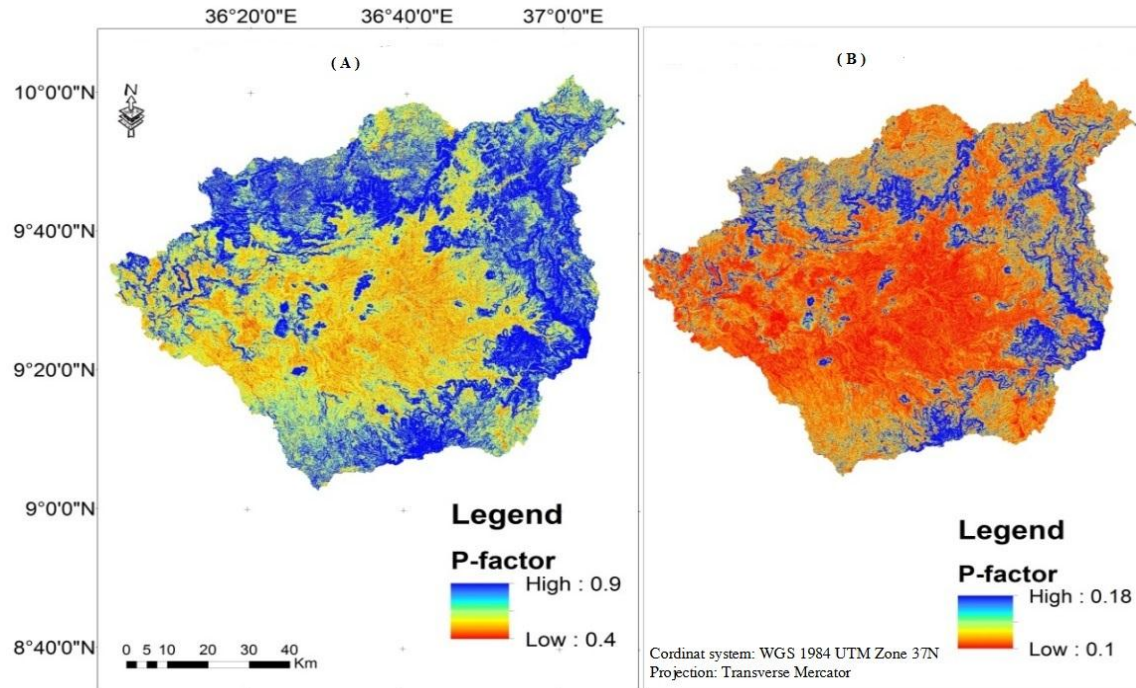 36°20'0"E 36°40'0"E 37°0'0"E
( A )
( B )
10°0'0"N
N
9°40'0"N
9°20'0"N
9°0'0"N
8°40'0"N
Legend
P-factor
High : 0.9
Low : 0.4
0 5 10 20 30 40
Km
Legend
P-factor
High : 0.18
Low : 0.1
Cordinat system: WGS 1984 UTM Zone 37N
Projection: Transverse Mercator